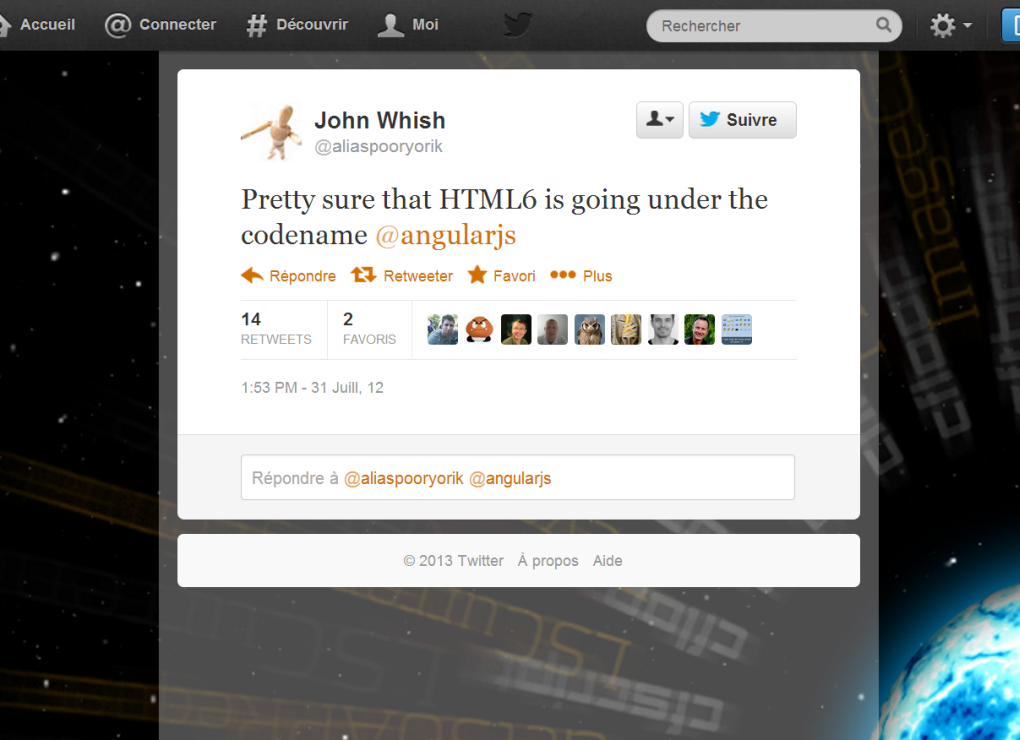 Accueil
@ Connecter
# Découvrir
Moi
Rechercher
John Whish
@aliaspooryorik
Suivre
Pretty sure that HTML6 is going under the
codename @angularjs
Répondre
Retweeter
Favori
Plus
14
RETWEETS
2
FAVORIS
1:53 PM - 31 Juill, 12
Répondre à @aliaspooryorik @angularjs
© 2013 Twitter À propos Aide